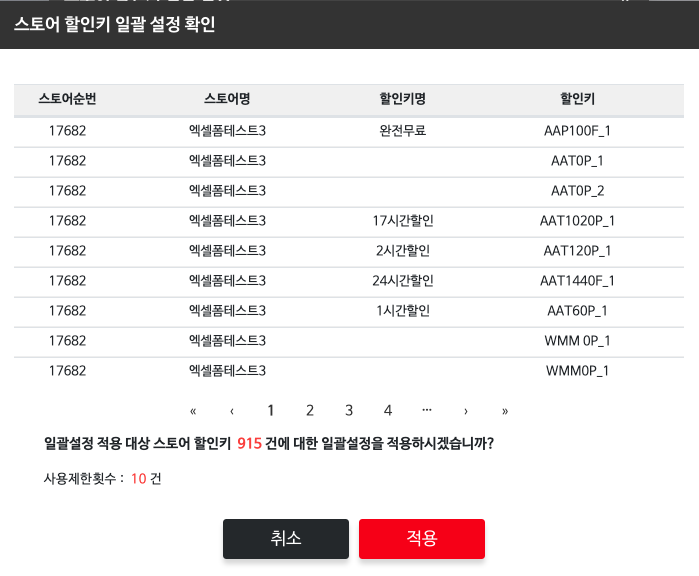 스토어 할인키 일괄 설정 확인
스토어순번 스토어명 할인키명 할인키
17682 엑셀폼테스트3 완전무료 AAP100F_1
17682 엑셀폼테스트3 AAT0P_1
17682 엑셀폼테스트3 AAT0P_2
17682 엑셀폼테스트3 17시간할인 AAT1020P_1
17682 엑셀폼테스트3 2시간할인 AAT120P_1
17682 엑셀폼테스트3 24시간할인 AAT1440F_1
17682 엑셀폼테스트3 1시간할인 AAT60P_1
17682 엑셀폼테스트3 WMM 0P_1
17682 엑셀폼테스트3 WMM0P_1
« ‹ 1 2 3 4 ··· › »
일괄설정 적용 대상 스토어 할인키 915 건에 대한 일괄설정을 적용하시겠습니까?
사용제한횟수 : 10 건
취소 적용